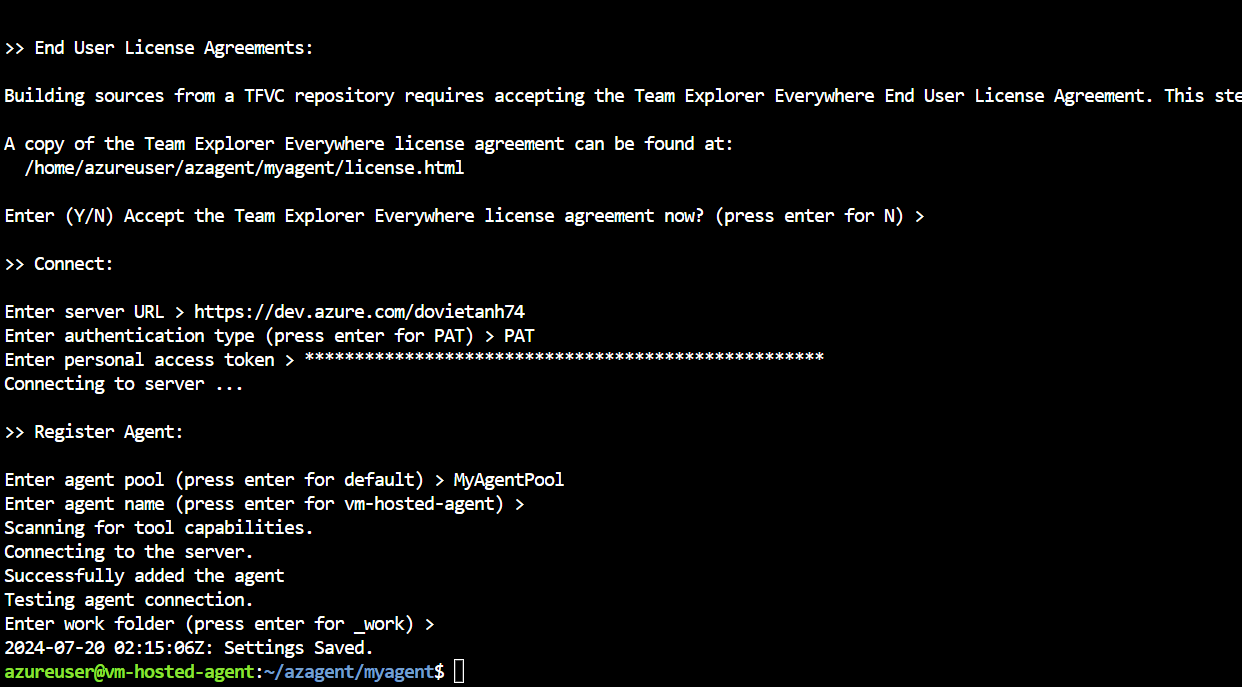 >> End User License Agreements:
Building sources from a TFVC repository requires accepting the Team Explorer Everywhere End User License Agreement. This ste
A copy of the Team Explorer Everywhere license agreement can be found at:
/home/azureuser/azagent/myagent/license.html
Enter (Y/N) Accept the Team Explorer Everywhere license agreement now? (press enter for N) >
>> Connect:
Enter server URL > https://dev.azure.com/dovietanh74
Enter authentication type (press enter for PAT) > PAT
Enter personal access token > ****************************************************
Connecting to server ...
>> Register Agent:
Enter agent pool (press enter for default) > MyAgentPool
Enter agent name (press enter for vm-hosted-agent) >
Scanning for tool capabilities.
Connecting to the server.
Successfully added the agent
Testing agent connection.
Enter work folder (press enter for _work) >
2024-07-20 02:15:06Z: Settings Saved.
azureuser@vm-hosted-agent:~/azagent/myagent$